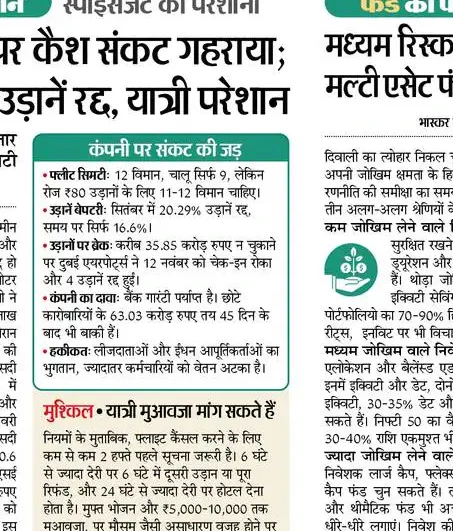 स्पाइसजेट की परेशानी
पर कैश संकट गहराया;
उड़ानें रद्द, यात्री परेशान
कंपनी पर संकट की जड़
• फ्लीट सिमटी: 12 विमान, चालू सिर्फ 9, लेकिन
रोज ₹80 उड़ानों के लिए 11-12 विमान चाहिए।
• उड़ानें बेपटरी: सितंबर में 20.29% उड़ानें रद्द,
समय पर सिर्फ 16.6%।
• उड़ानों पर ब्रेक: करीब 35.85 करोड़ रुपए न चुकाने
पर दुबई एयरपोर्ट्स ने 12 नवंबर को चेक-इन रोका
और 4 उड़ानें रद्द हुईं।
• कंपनी का दावा: बैंक गारंटी पर्याप्त है। छोटे
कारोबारियों के 63.03 करोड़ रुपए तय 45 दिन के
बाद भी बाकी हैं।
• हकीकत: लीजदाताओं और ईंधन आपूर्तिकर्ताओं का
भुगतान, ज्यादातर कर्मचारियों को वेतन अटका है।
मुश्किल • यात्री मुआवजा मांग सकते हैं
नियमों के मुताबिक, फ्लाइट कैंसल करने के लिए
कम से कम 2 हफ्ते पहले सूचना जरूरी है। 6 घंटे
से ज्यादा देरी पर 6 घंटे में दूसरी उड़ान या पूरा
रिफंड, और 24 घंटे से ज्यादा देरी पर होटल देना
होता है। मुफ्त भोजन और ₹5,000-10,000 तक
मुआवजा, पर मौसम जैसी असाधारण वजह होने पर
मध्यम रिस्क
मल्टी एसेट
भास्कर
दिवाली का त्योहार निकल
अपनी जोखिम क्षमता के
रणनीति की समीक्षा का
तीन अलग-अलग श्रेणियों
कम जोखिम लेने वाले
सुरक्षित रखने
ड्यूरेशन और
हैं। थोड़ा
इक्विटी सेविंग
पोर्टफोलियो का 70-90%
रीट्स, इनविट पर भी
मध्यम जोखिम लेने वाले
एलोकेशन और बैलेंस्ड
इनमें इक्विटी और डेट, दोनों
इक्विटी, 30-35% डेट और
सकते हैं। निफ्टी 50 का
30-40% राशि एकमुश्त
ज्यादा जोखिम लेने वाले
निवेशक लार्ज कैप,
कैप फंड चुन सकते हैं।
और थीमैटिक फंड भी
धीरे-धीरे लगाएं। निवेश की